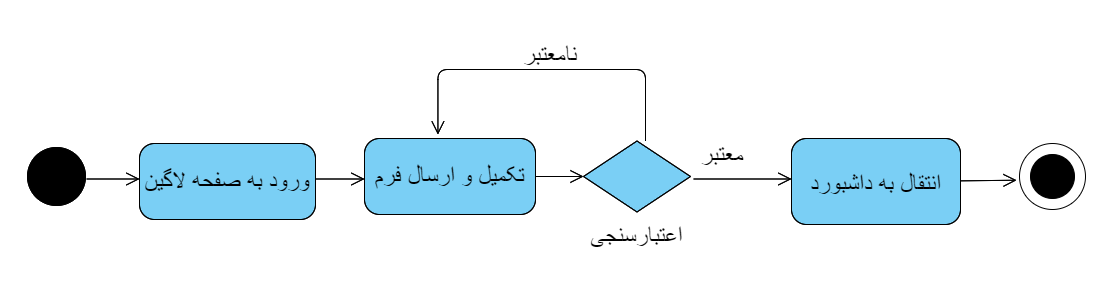 نامعتبر
ورود به صفحه لاگین
تکمیل و ارسال فرم
معتبر
انتقال به داشبورد
اعتبارسنجی